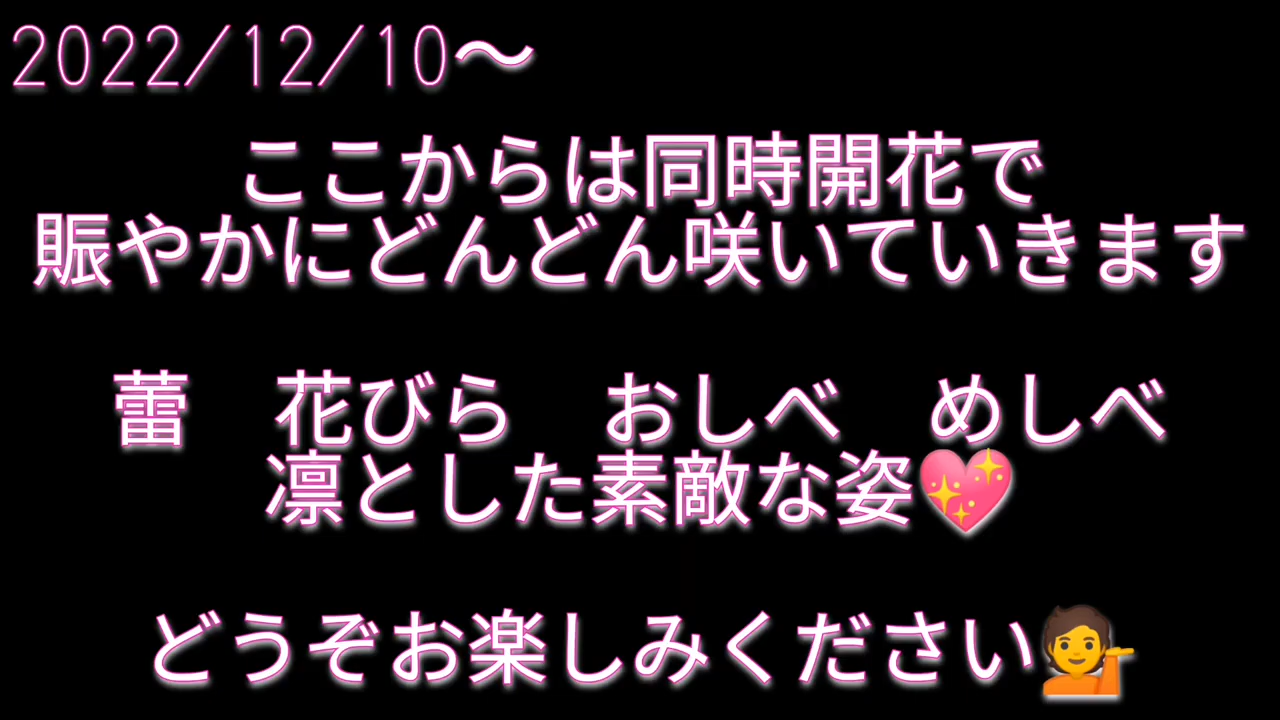 2022/12/10〜
ここからは同時開花で
賑やかにどんどん咲いていきます
蕾　花びら　おしべ　めしべ
凛とした素敵な姿💖
どうぞお楽しみください💁